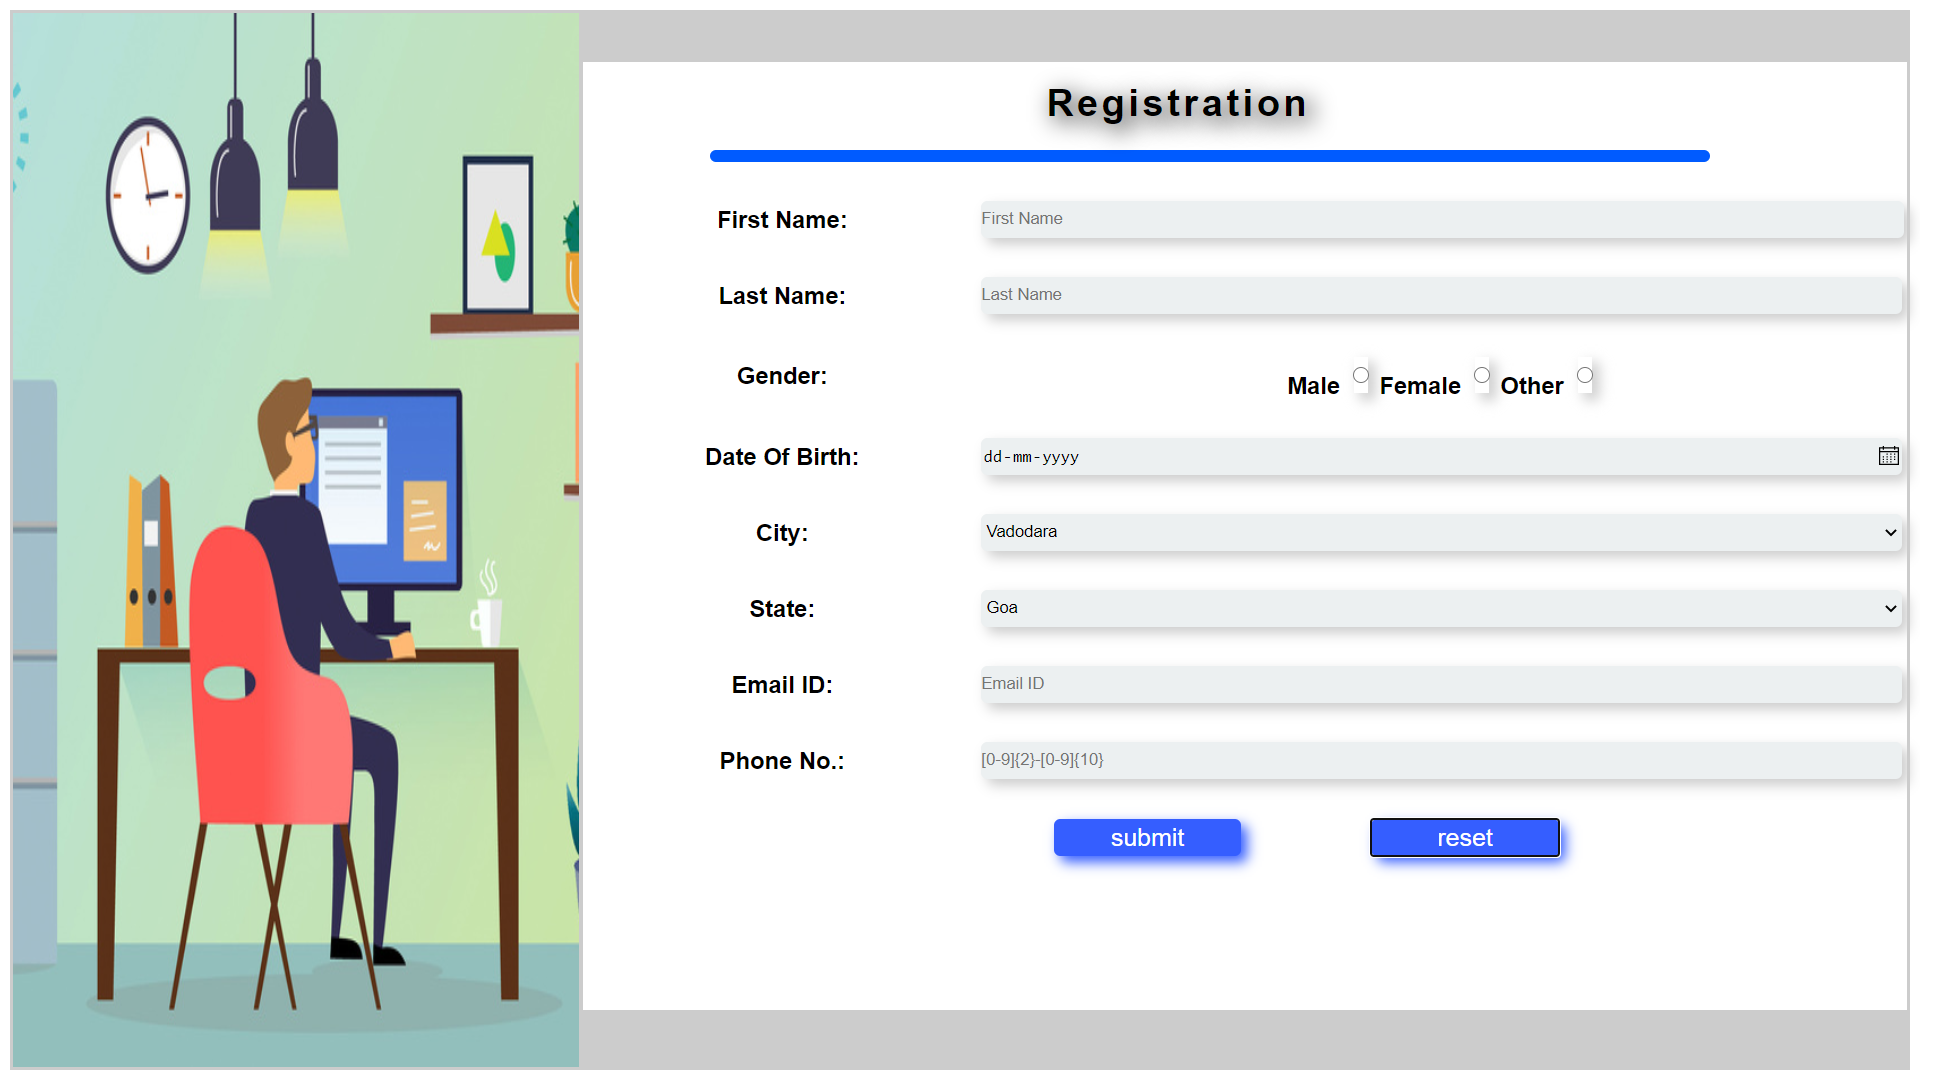 Registration
First Name: First Name
Last Name: Last Name
Gender: Male Female Other
Date Of Birth: dd-mm-yyyy
City: Vadodara
State: Goa
Email ID: Email ID
Phone No.: [0-9]{2}-[0-9]{10}
submit reset